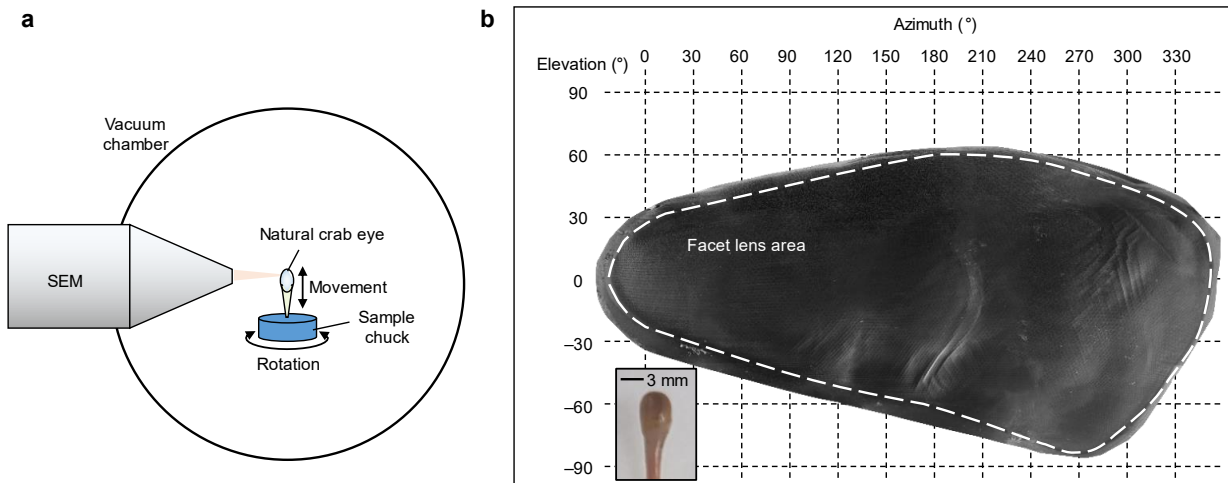 a
Vacuum
chamber
Natural crab eye
SEM
Movement
Sample
chuck
Rotation
b
Azimuth (°)
Elevation (°) 0 30 60 90 120 150 180 210 240 270 300 330
90
60
30
Facet lens area
0
–30
–60
–90
3 mm